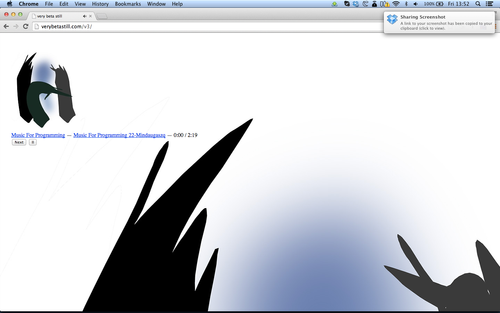 Chrome File Edit View History Bookmarks Window Help
100% Fri 13:52
very beta still
verybetastill.com/v3/
Sharing Screenshot
A link to your screenshot has been copied to your
clipboard (click to view).
Music For Programming — Music For Programming 22-Mindaugaszq — 0:00 / 2:19
Next